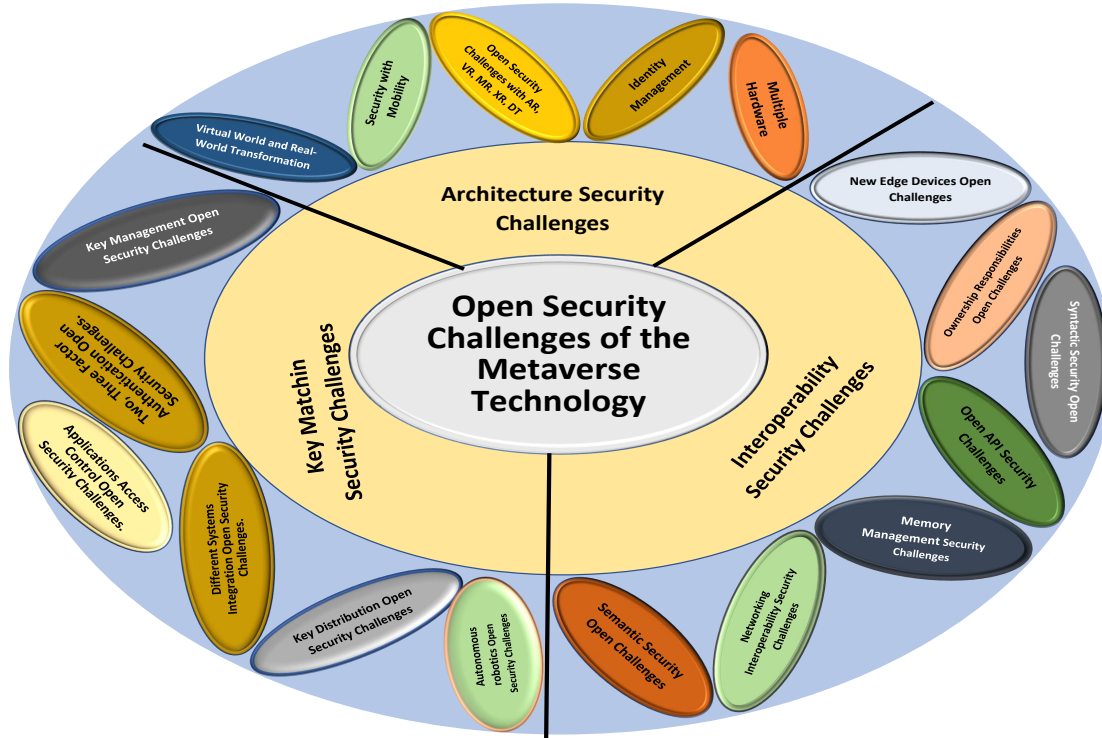 Open Security
Challenges of the
Metaverse
Technology
Architecture Security
Challenges
Interoperability
Security Challenges
Key Matchin
Security Challenges
Virtual World and Real-
World Transformation
Security with
Mobility
Open Security
Challenges with AR,
VR, MR, XR, DT
Identity
Management
Multiple
Hardware
New Edge Devices Open
Challenges
Ownership Responsibilities
Open Challenges
Syntactic Security Open
Challenges
Open API Security
Challenges
Memory
Management Security
Challenges
Networking
Interoperability Security
Challenges
Semantic Security
Open Challenges
Autonomous
robotics Open
Security Challenges
Key Distribution Open
Security Challenges
Different Systems
Integration Open Security
Challenges.
Applications Access
Control Open
Security Challenges.
Two, Three Factor
Authentication Open
Security Challenges.
Key Management Open
Security Challenges